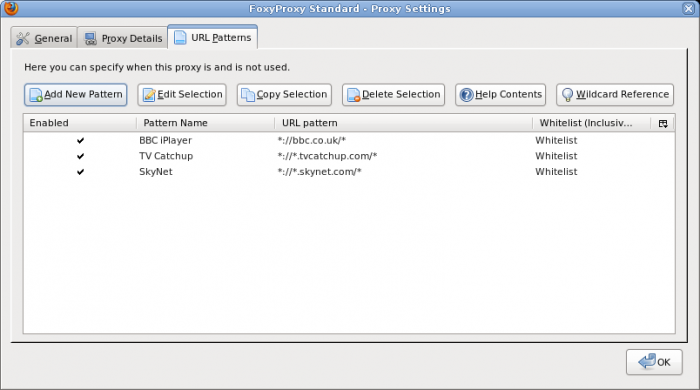 FoxyProxy Standard - Proxy Settings
General Proxy Details URL Patterns
Here you can specify when this proxy is and is not used.
Add New Pattern Edit Selection Copy Selection Delete Selection Help Contents Wildcard Reference
Enabled Pattern Name URL pattern Whitelist (Inclusiv...
BBC iPlayer *://bbc.co.uk/* Whitelist
TV Catchup *://*.tvcatchup.com/* Whitelist
SkyNet *://*.skynet.com/* Whitelist
OK